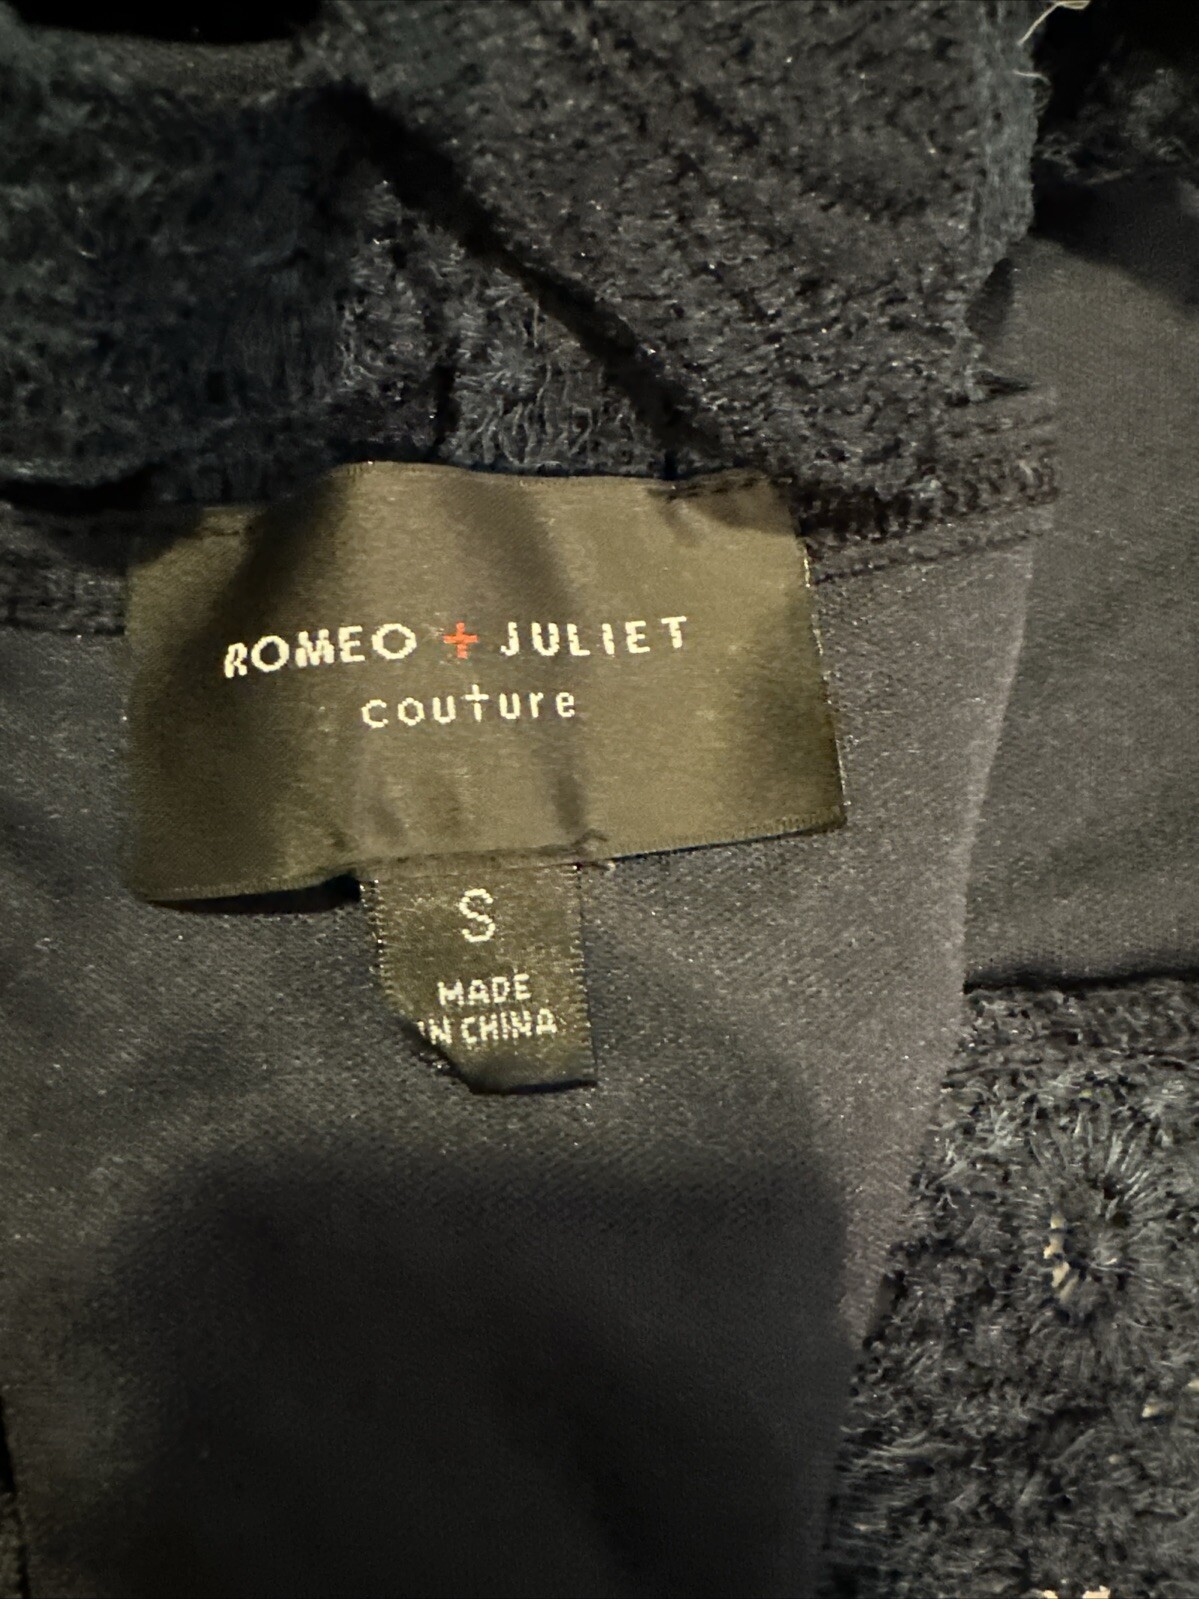 ROMEO + JULIET
couture
S
MADE
IN CHINA